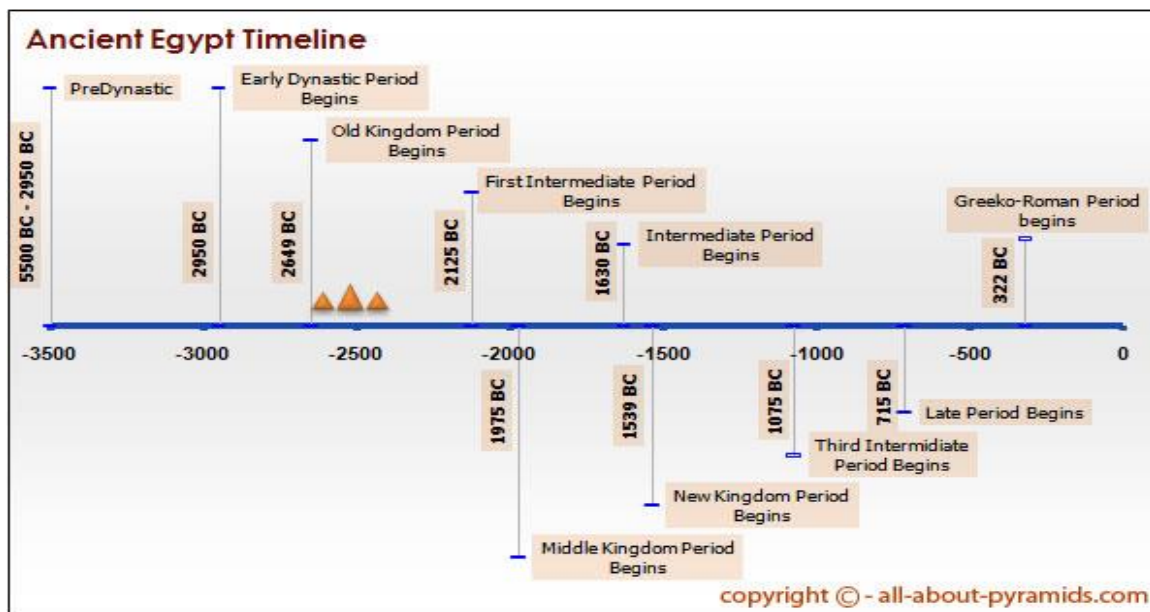 Ancient Egypt Timeline
PreDynastic
Early Dynastic Period
Begins
Old Kingdom Period
Begins
First Intermediate Period
Begins
Intermediate Period
Begins
Greeko-Roman Period
begins
5500 BC - 2950 BC
2950 BC
2649 BC
2125 BC
1630 BC
322 BC
-3500
-3000
-2500
-2000
-1500
-1000
-500
0
1975 BC
1539 BC
1075 BC
715 BC
Late Period Begins
Third Intermidiate
Period Begins
New Kingdom Period
Begins
Middle Kingdom Period
Begins
copyright © - all-about-pyramids.com